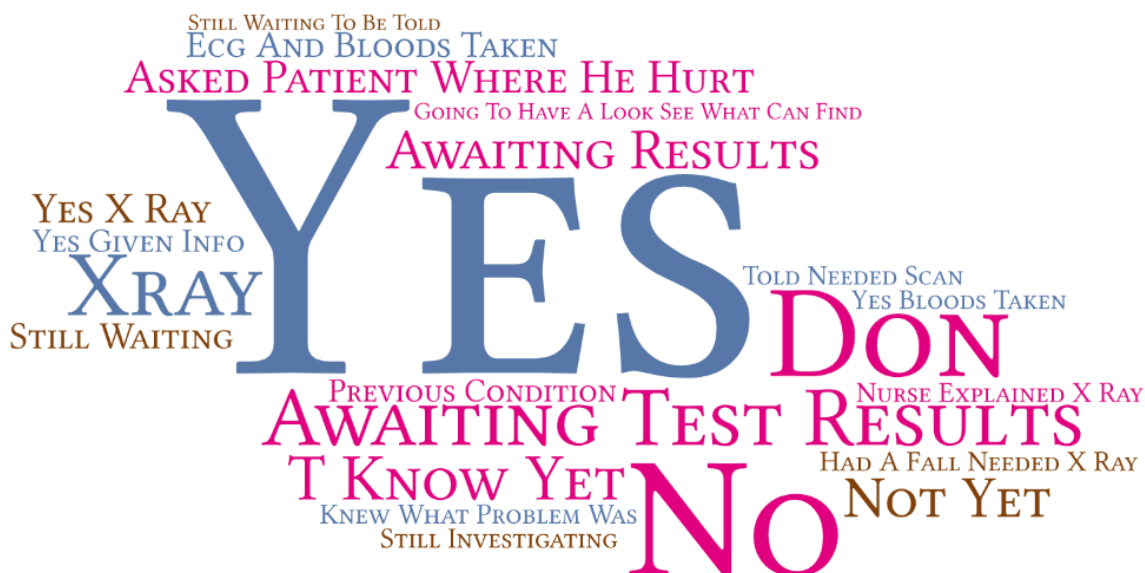 Still Waiting To Be Told
Ecg And Bloods Taken
Asked Patient Where He Hurt
Going To Have A Look See What Can Find
Awaiting Results
Yes
Yes X Ray
Yes Given Info
Xray
Still Waiting
Told Needed Scan
Yes Bloods Taken
Don
Previous Condition
Nurse Explained X Ray
Awaiting Test Results
T Know Yet
No
Had A Fall Needed X Ray
Not Yet
Knew What Problem Was
Still Investigating